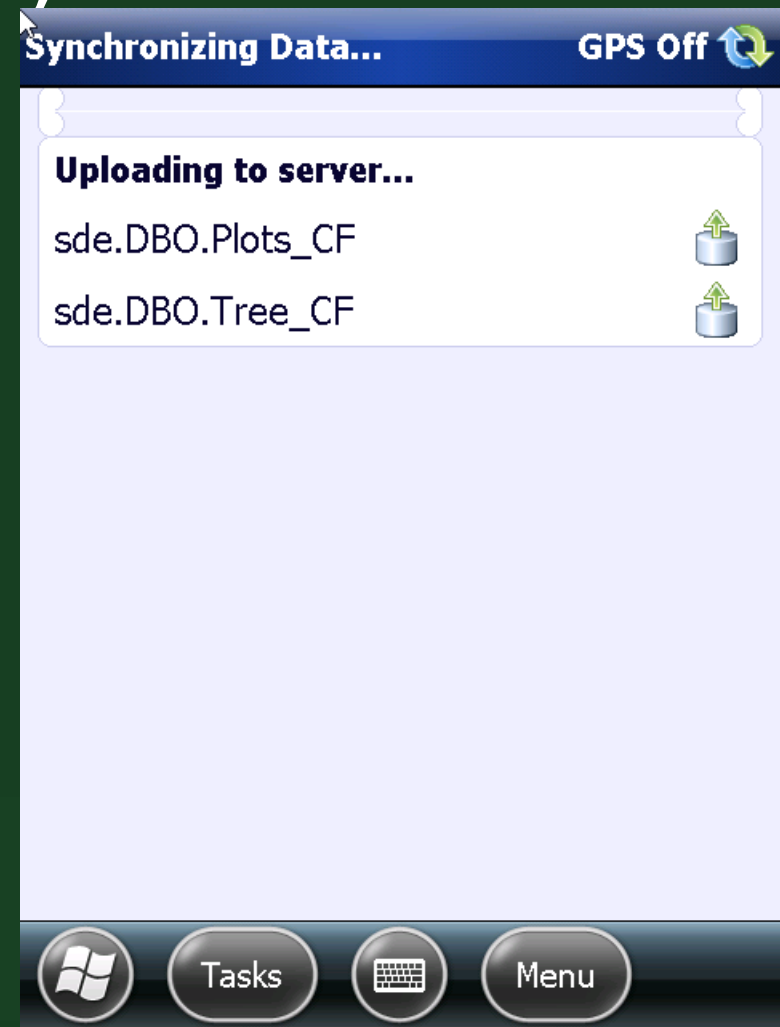 Synchronizing Data... GPS Off
Uploading to server...
sde.DBO.Plots_CF
sde.DBO.Tree_CF
Tasks Menu